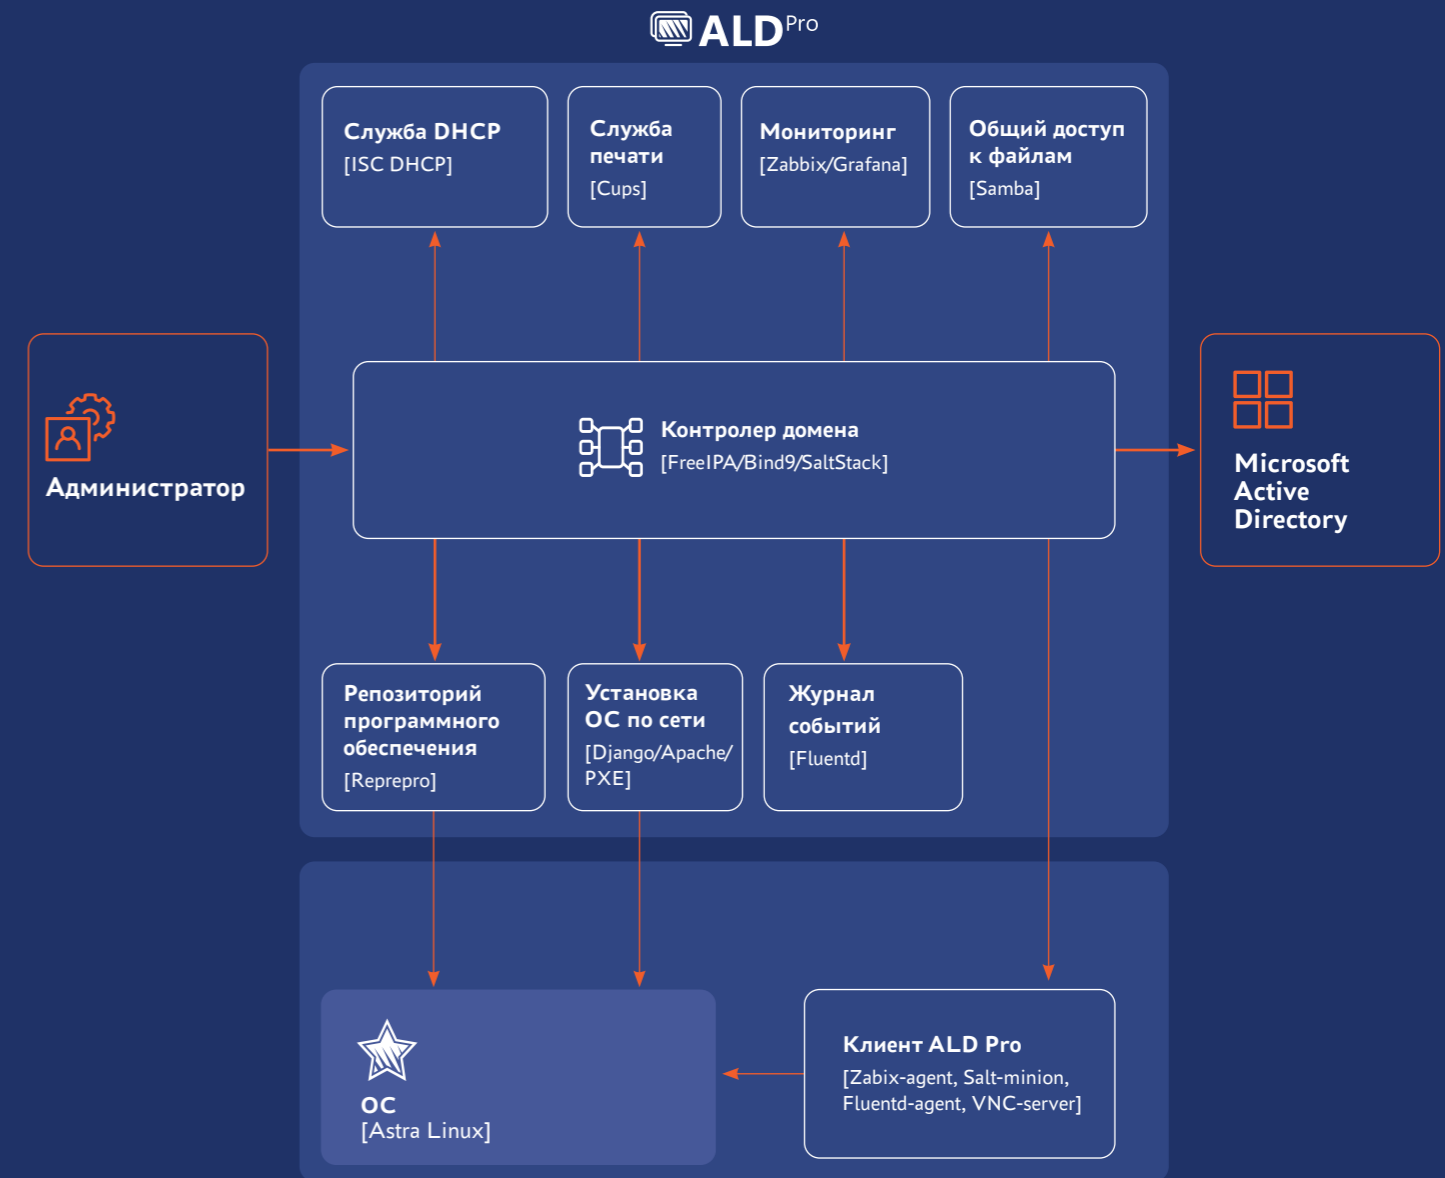 ALD Pro
Служба DHCP
[ISC DHCP]
Служба
печати
[Cups]
Мониторинг
[Zabbix/Grafana]
Общий доступ
к файлам
[Samba]
Администратор
Контролер домена
[FreeIPA/Bind9/SaltStack]
Microsoft
Active
Directory
Репозиторий
программного
обеспечения
[Reprepro]
Установка
ОС по сети
[Django/Apache/
PXE]
Журнал
событий
[Fluentd]
ОС
[Astra Linux]
Клиент ALD Pro
[Zabix-agent, Salt-minion,
Fluentd-agent, VNC-server]